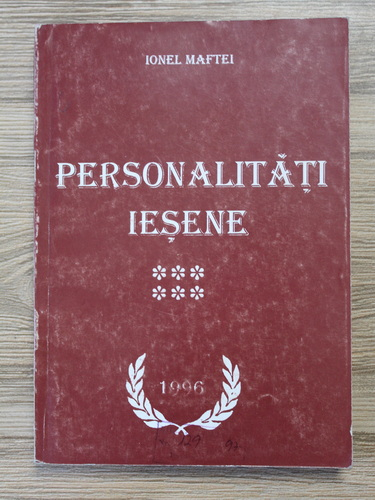 IONEL MAFTEI
PERSONALITĂȚI
IEȘENE
1996